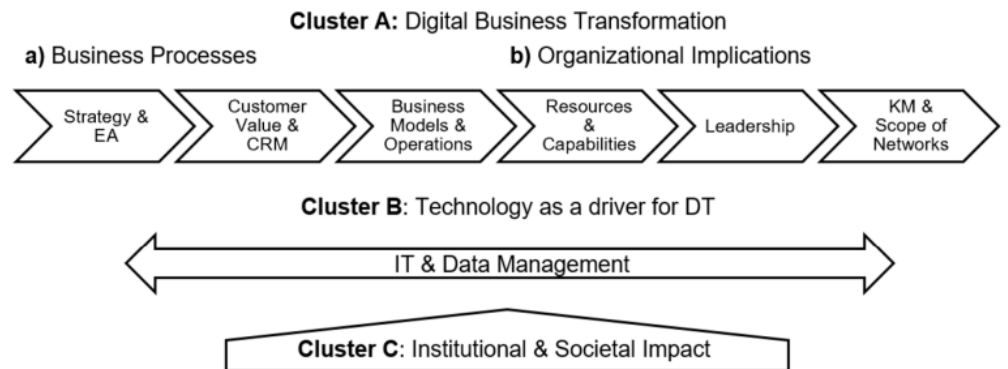 Cluster A: Digital Business Transformation
a) Business Processes
b) Organizational Implications
Strategy &
EA
Customer
Value &
CRM
Business
Models &
Operations
Resources
&
Capabilities
Leadership
KM &
Scope of
Networks
Cluster B: Technology as a driver for DT
IT & Data Management
Cluster C: Institutional & Societal Impact